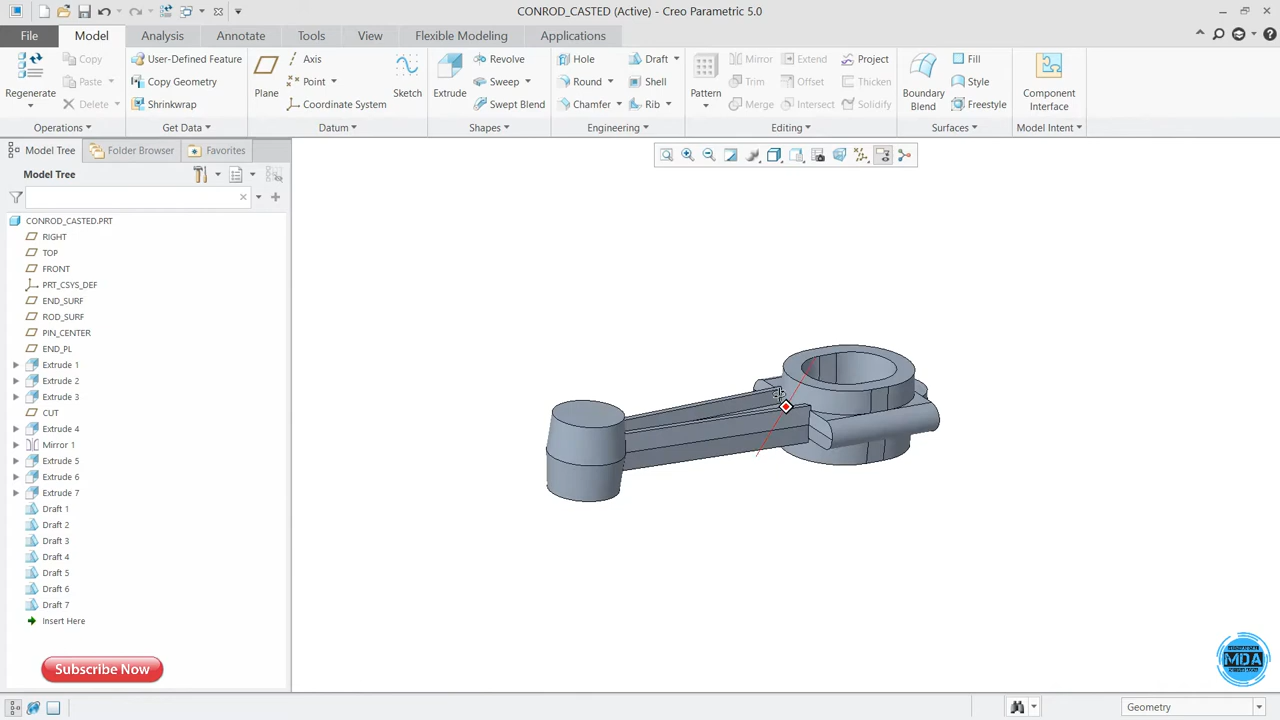 CONROD_CASTED (Active) - Creo Parametric 5.0
File Model Analysis Annotate Tools View Flexible Modeling Applications
Regenerate Copy User-Defined Feature Plane Axis Sketch Extrude Revolve Hole Draft Pattern Mirror Extend Project Boundary Blend Fill Component Interface
Paste Copy Geometry Point Sweep Round Shell Trim Offset Thicken Style
Delete Shrinkwrap Coordinate System Swept Blend Chamfer Rib Merge Intersect Solidify Freestyle
Operations Get Data Datum Shapes Engineering Editing Surfaces Model Intent
Model Tree Folder Browser Favorites
Model Tree
CONROD_CASTED.PRT
RIGHT
TOP
FRONT
PRT_CSYS_DEF
END_SURF
ROD_SURF
PIN_CENTER
END_PL
Extrude 1
Extrude 2
Extrude 3
CUT
Extrude 4
Mirror 1
Extrude 5
Extrude 6
Extrude 7
Draft 1
Draft 2
Draft 3
Draft 4
Draft 5
Draft 6
Draft 7
Insert Here
Subscribe Now
MDA
Geometry